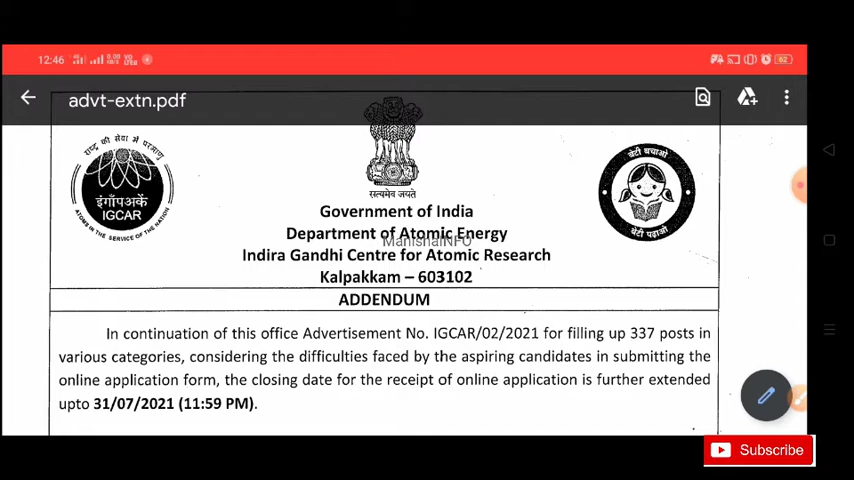 12:46
62
advt-extn.pdf
राष्ट्र की सेवा में परमाणु
इंगाँपअकें
IGCAR
ATOMS IN THE SERVICE OF THE NATION
सत्यमेव जयते
बेटी बचाओ
बेटी पढ़ाओ
Government of India
Department of Atomic Energy
ManishaINFO
Indira Gandhi Centre for Atomic Research
Kalpakkam – 603102
ADDENDUM
In continuation of this office Advertisement No. IGCAR/02/2021 for filling up 337 posts in
various categories, considering the difficulties faced by the aspiring candidates in submitting the
online application form, the closing date for the receipt of online application is further extended
upto 31/07/2021 (11:59 PM).
Subscribe